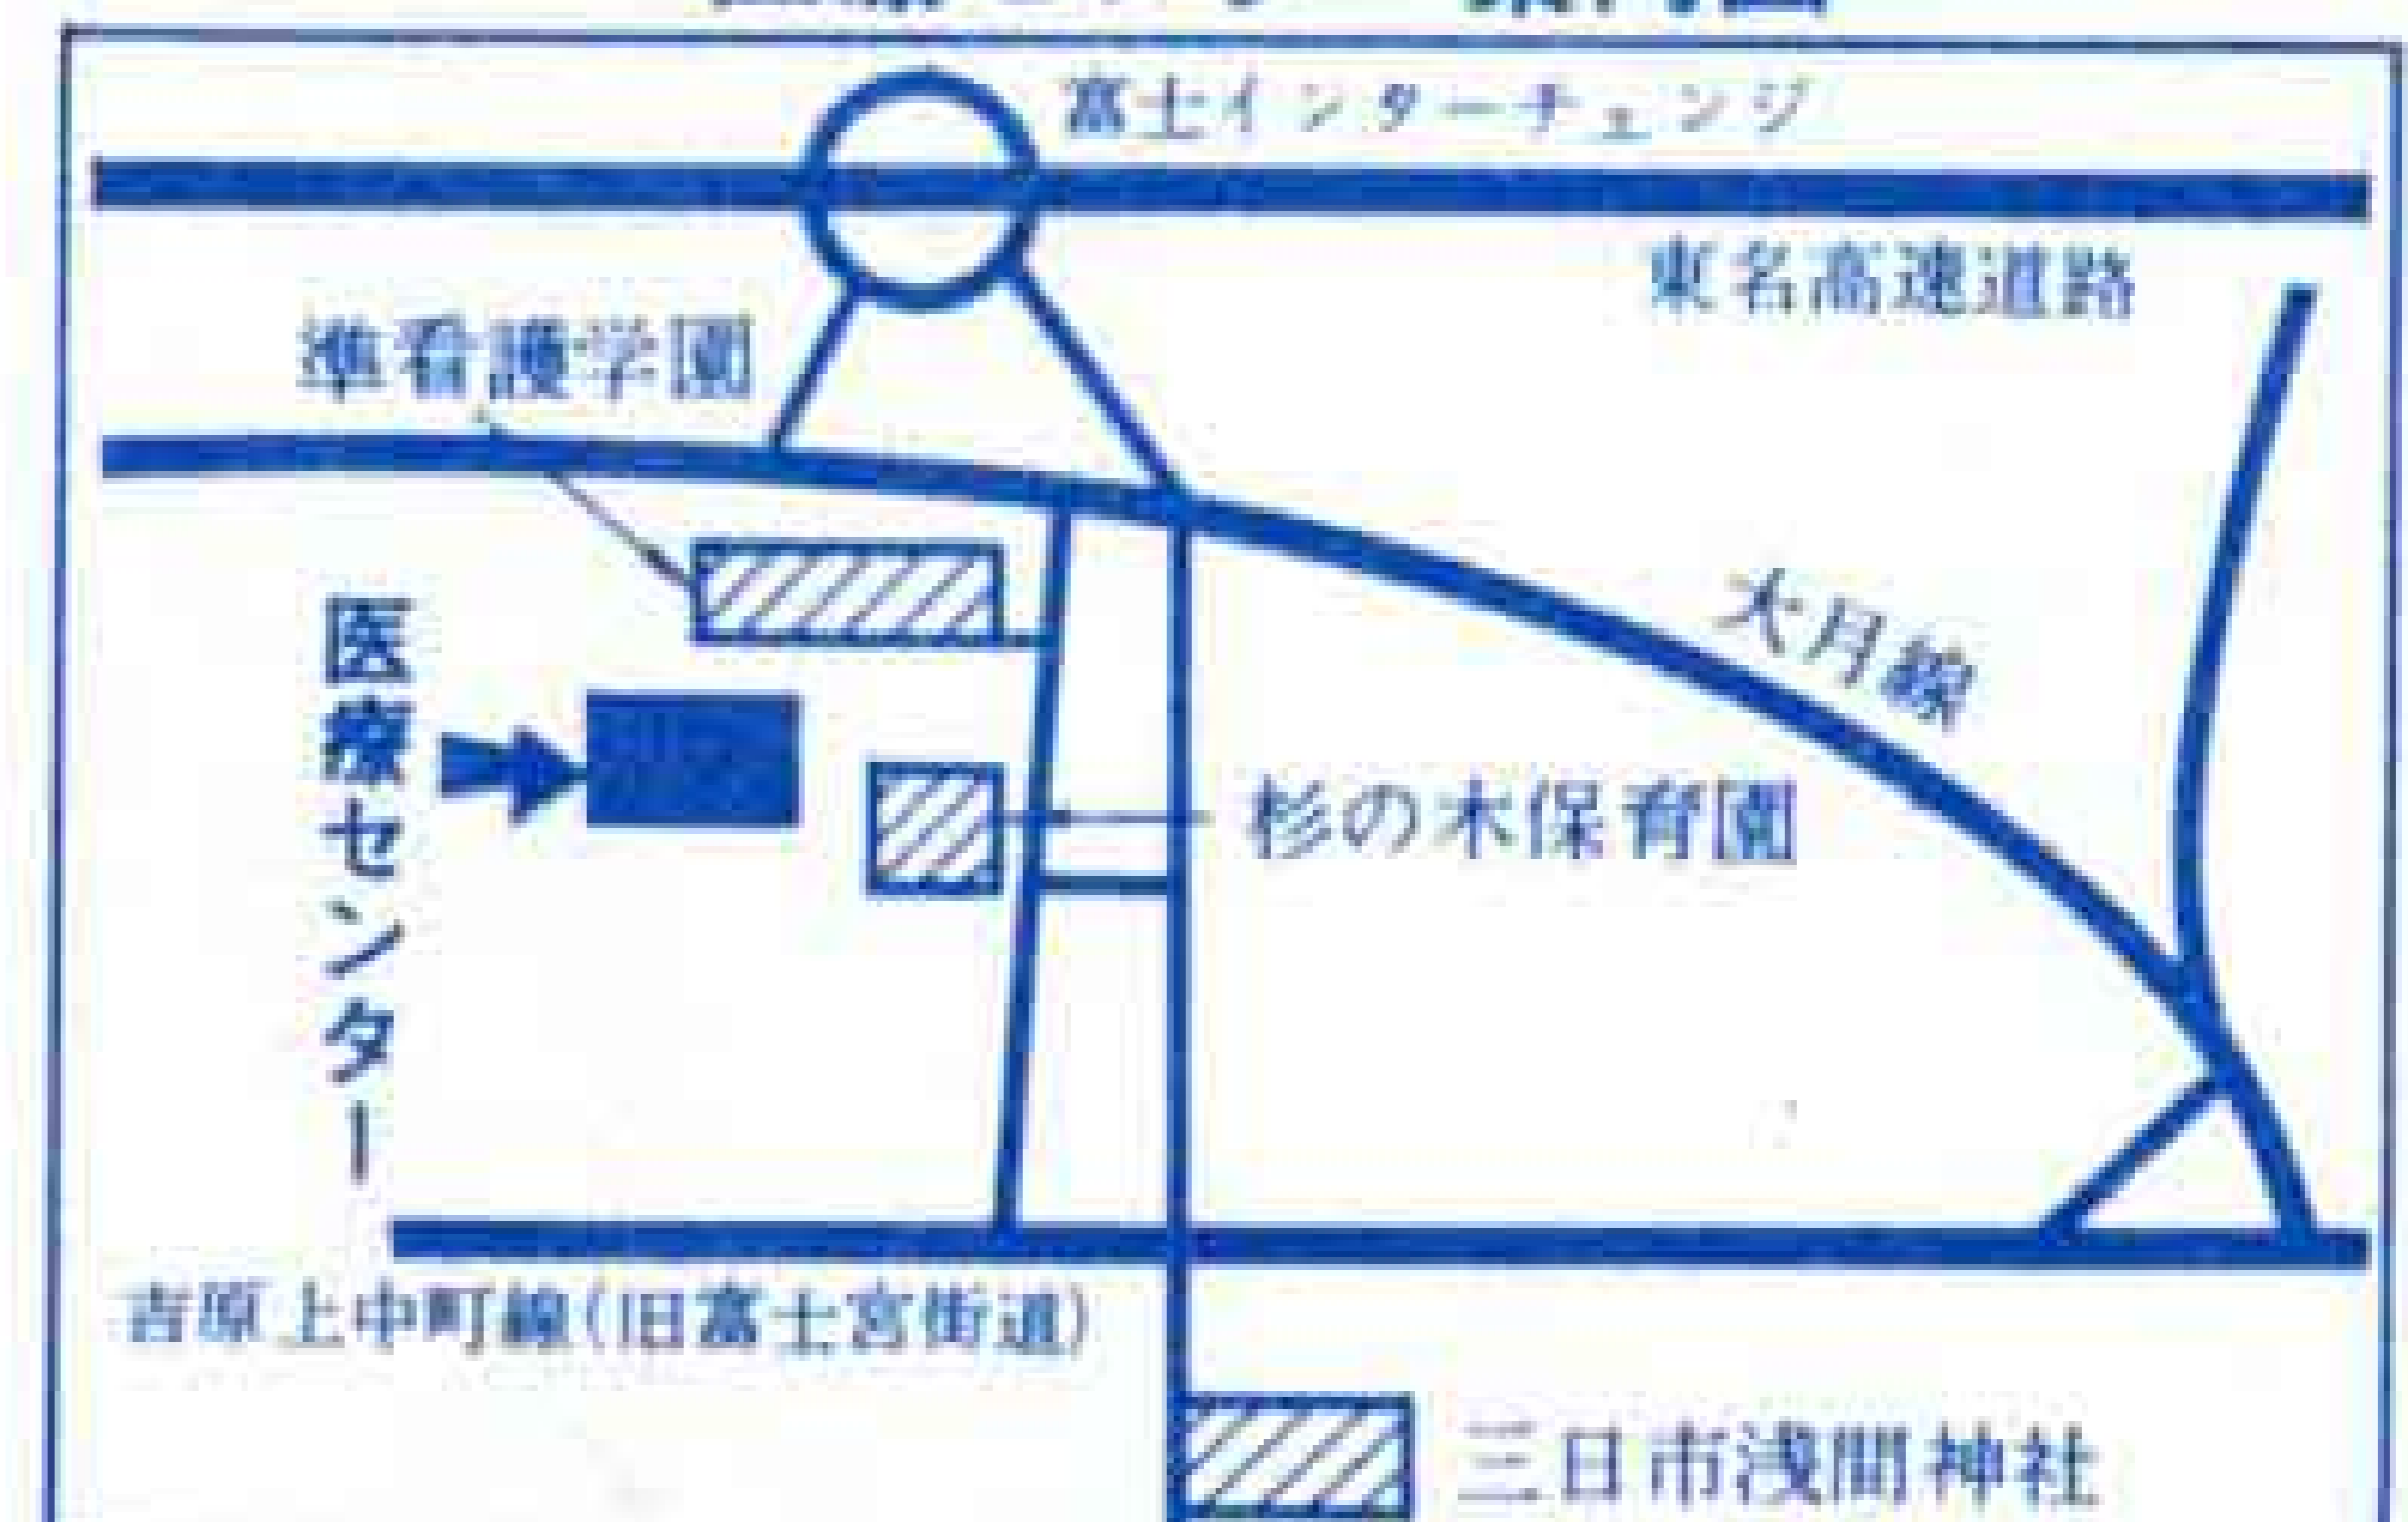 富士インターチェンジ
東名高速道路
準看護学園
大月線
医療センター
杉の木保育園
吉原上中町線(旧富士宮街道)
三日市浅間神社